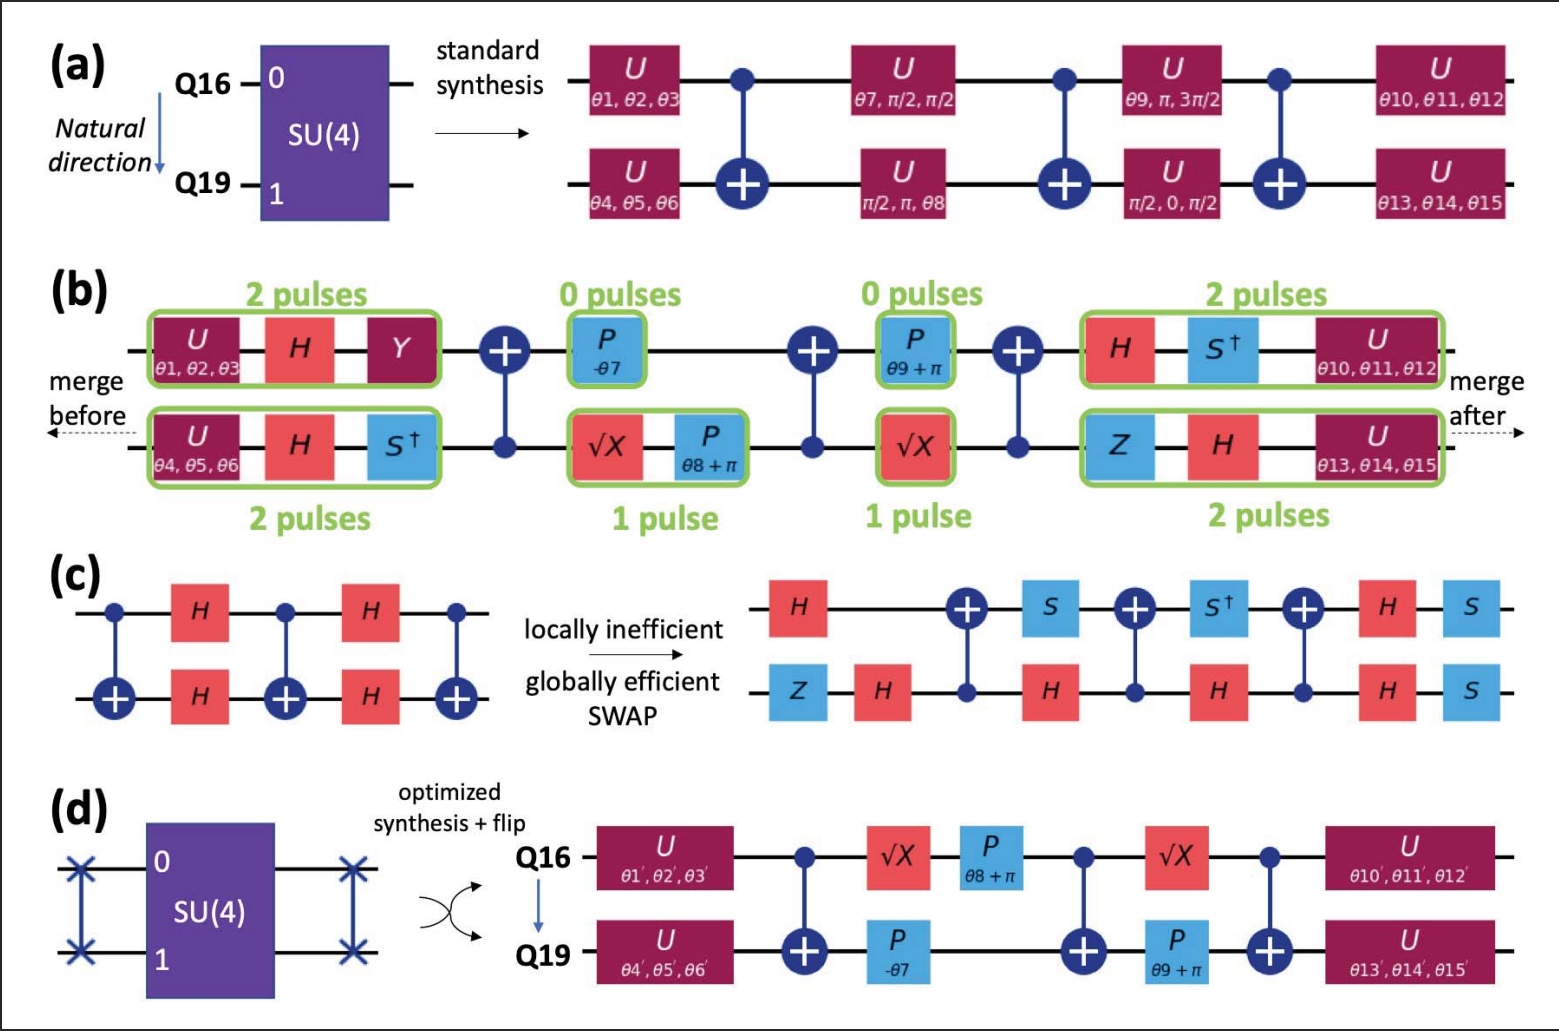 (a)
Q16
0
Natural
direction
SU(4)
Q19
1
standard
synthesis
U
θ1, θ2, θ3
U
θ7, π/2, π/2
U
θ9, π, 3π/2
U
θ10, θ11, θ12
U
θ4, θ5, θ6
U
π/2, π, θ8
U
π/2, 0, π/2
U
θ13, θ14, θ15
(b)
2 pulses
0 pulses
0 pulses
2 pulses
U
θ1, θ2, θ3
H
Y
P
-θ7
P
θ9 + π
H
S†
U
θ10, θ11, θ12
merge
before
merge
after
U
θ4, θ5, θ6
H
S†
√X
P
θ8 + π
√X
Z
H
U
θ13, θ14, θ15
2 pulses
1 pulse
1 pulse
2 pulses
(c)
H H
H H
locally inefficient
globally efficient
SWAP
H S S† H S
Z H H H H S
(d)
0
SU(4)
1
optimized
synthesis + flip
Q16
U
θ1′, θ2′, θ3′
√X
P
θ8 + π
√X
U
θ10′, θ11′, θ12′
Q19
U
θ4′, θ5′, θ6′
P
-θ7
P
θ9 + π
U
θ13′, θ14′, θ15′